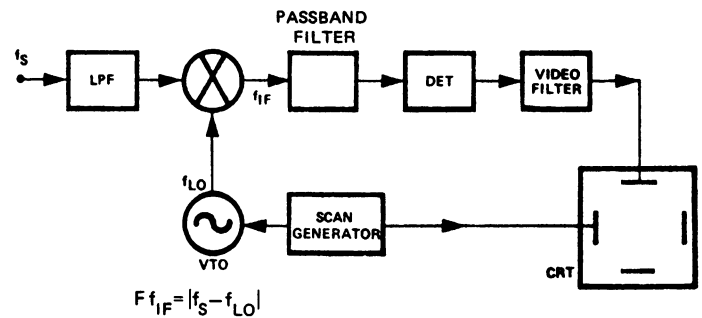 PASSBAND
FILTER
fS
LPF
fIF
DET
VIDEO
FILTER
fLO
VTO
SCAN
GENERATOR
CRT
F fIF=|fS–fLO|